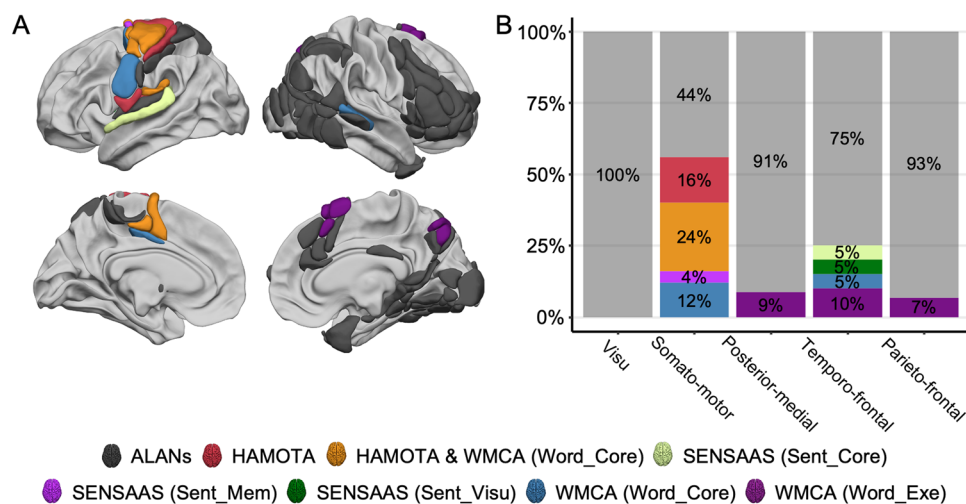 A
B
100%
75%
50%
25%
0%
100%
44%
16%
24%
4%
12%
91%
9%
75%
5%
5%
5%
10%
93%
7%
Visu
Somato-motor
Posterior-medial
Temporo-frontal
Parieto-frontal
ALANs HAMOTA HAMOTA & WMCA (Word_Core) SENSAAS (Sent_Core)
SENSAAS (Sent_Mem) SENSAAS (Sent_Visu) WMCA (Word_Core) WMCA (Word_Exe)